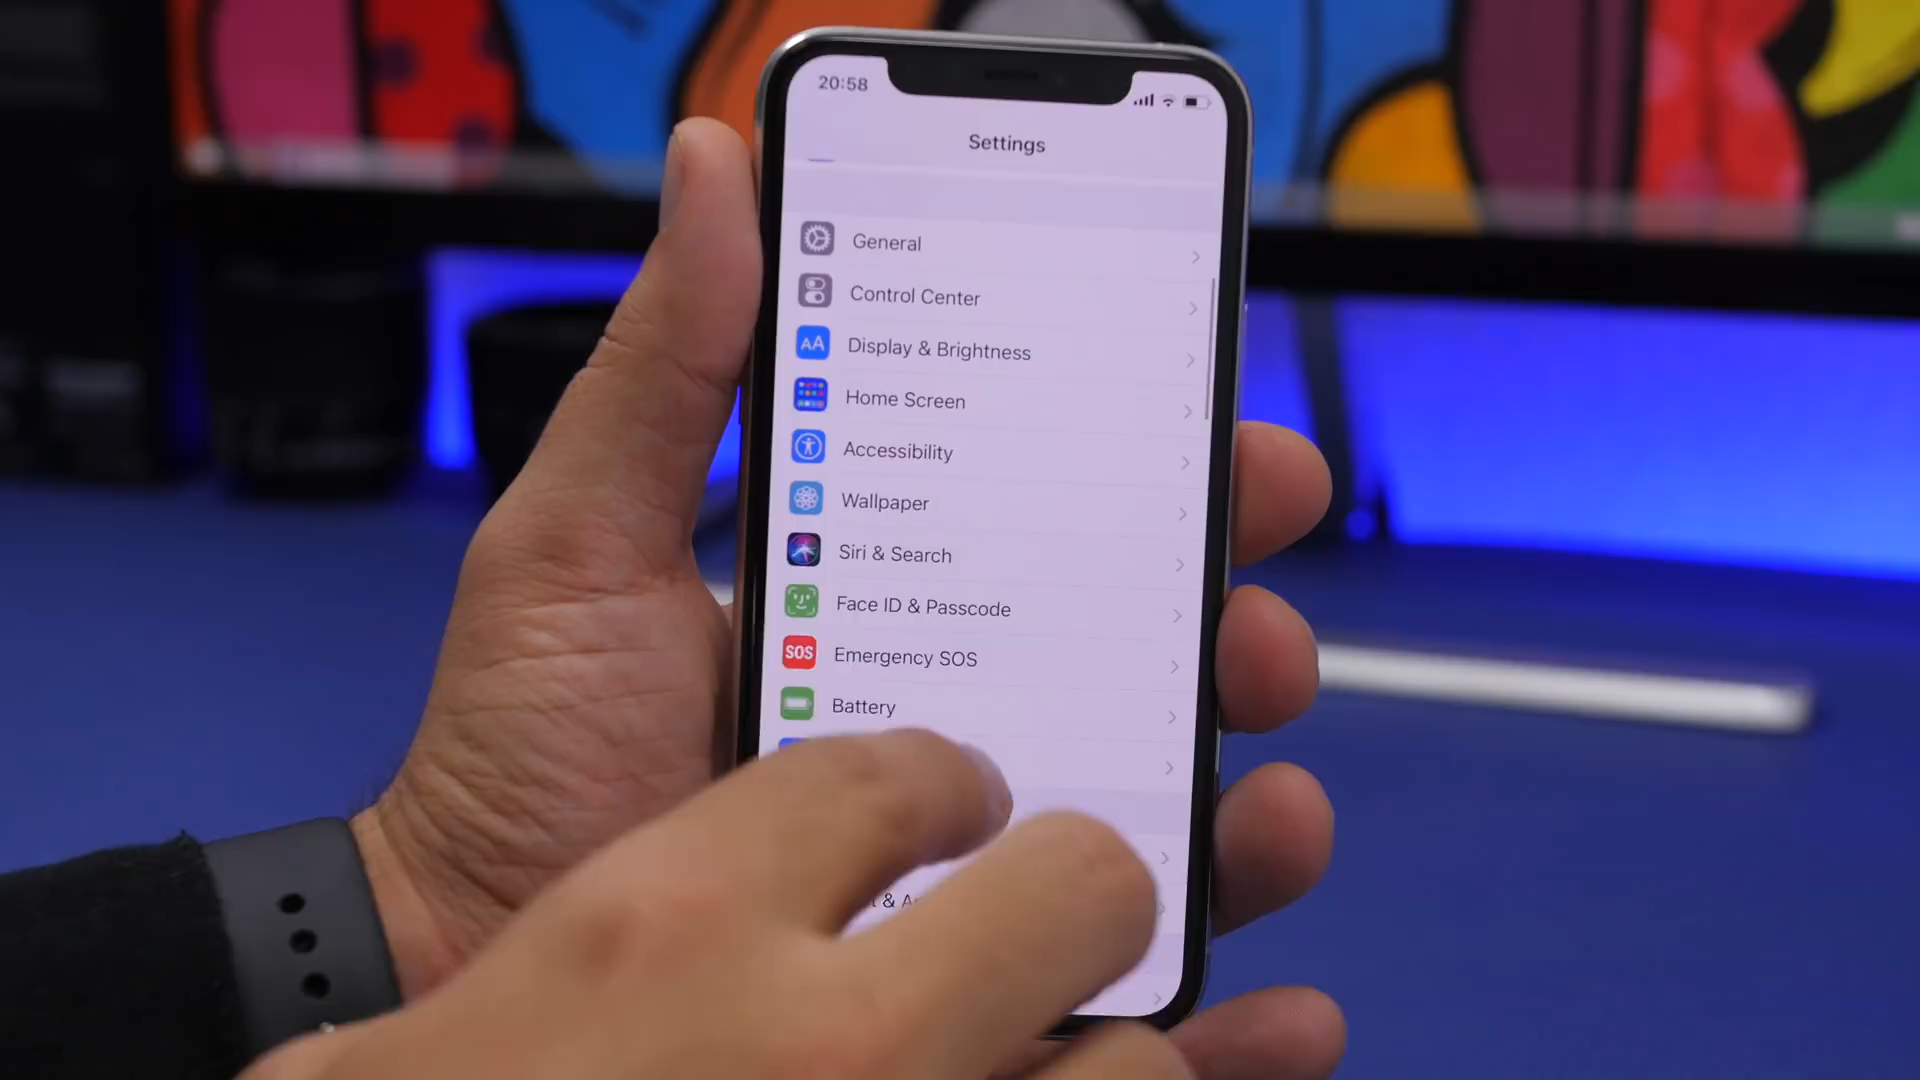 20:58
Settings
General
Control Center
AA
Display & Brightness
Home Screen
Accessibility
Wallpaper
Siri & Search
Face ID & Passcode
SOS
Emergency SOS
Battery
&